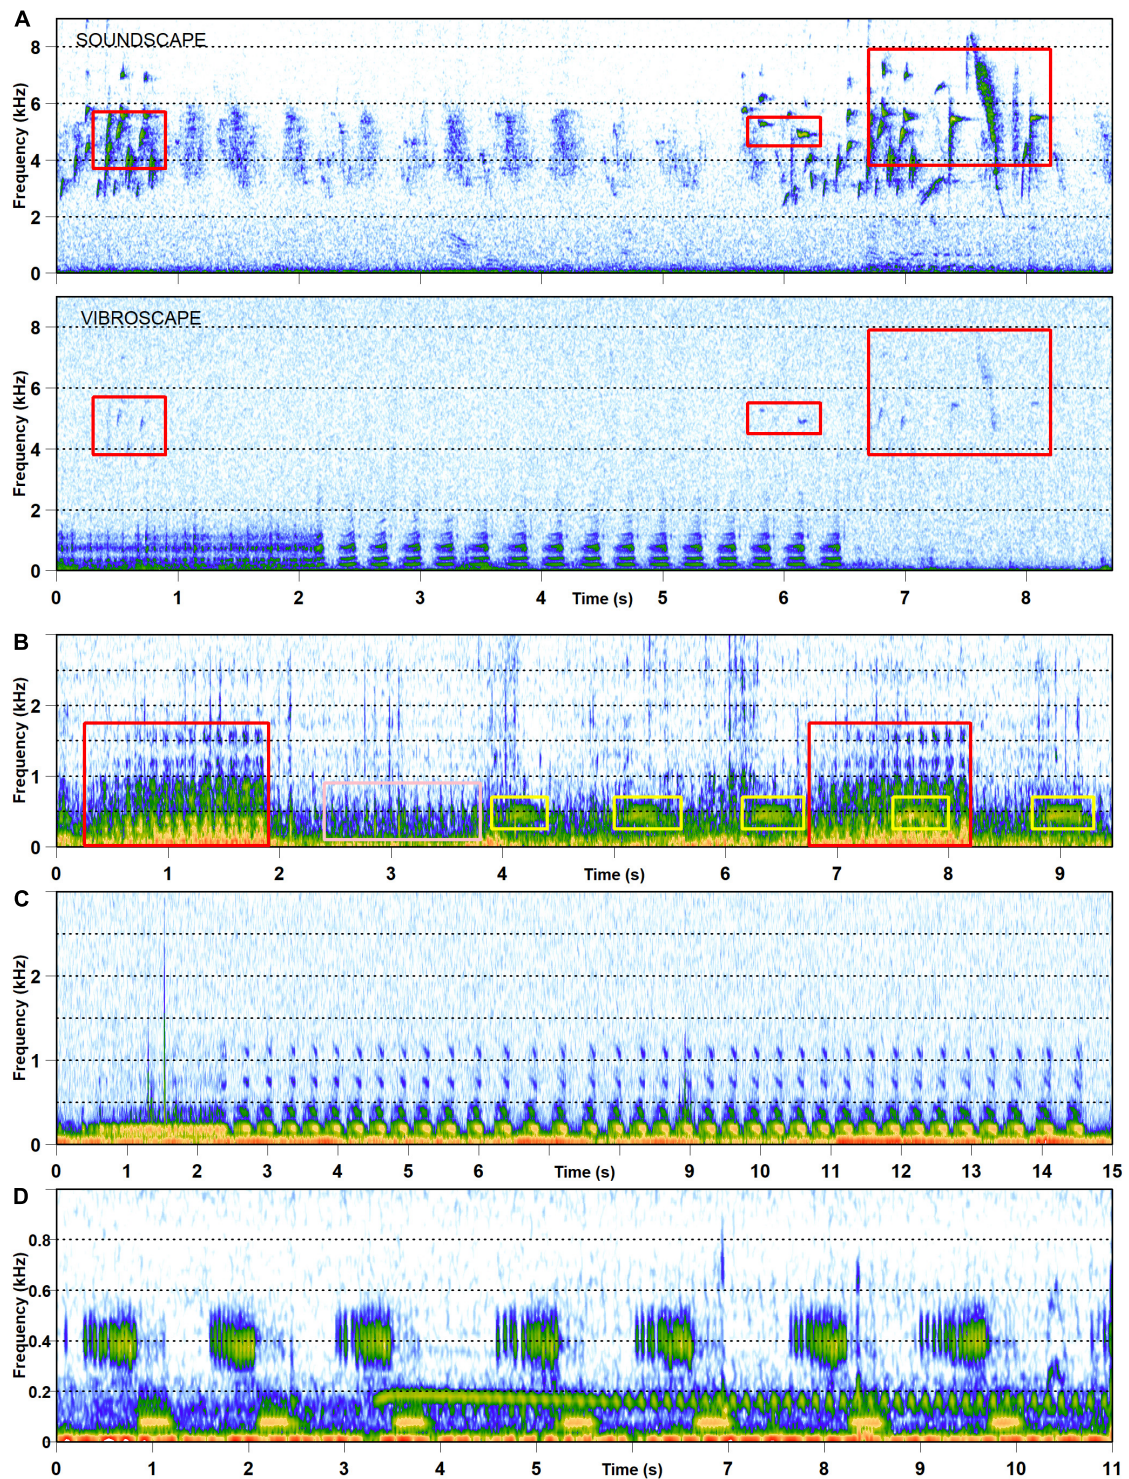 A
SOUNDSCAPE
Frequency (kHz)
8
6
4
2
0
VIBROSCAPE
Frequency (kHz)
8
6
4
2
0
0 1 2 3 4 Time (s) 5 6 7 8
B
Frequency (kHz)
2
1
0
0 1 2 3 4 Time (s) 6 7 8 9
C
Frequency (kHz)
2
1
0
0 1 2 3 4 5 6 Time (s) 9 10 11 12 13 14 15
D
Frequency (kHz)
0.8
0.6
0.4
0.2
0
0 1 2 3 4 5 Time (s) 7 8 9 10 11